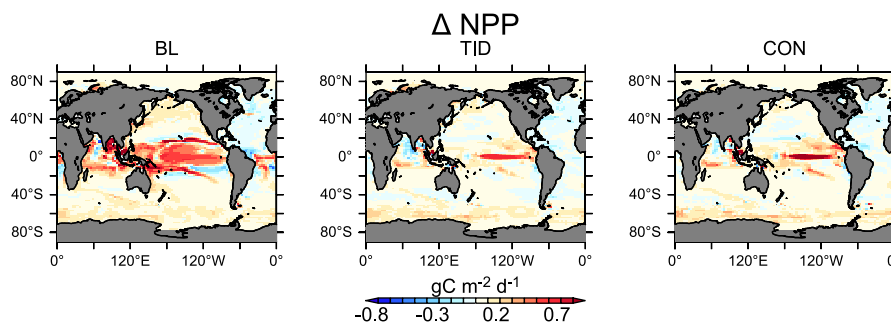 Δ NPP
BL TID CON
80°N 80°N 80°N
40°N 40°N 40°N
0° 0° 0°
40°S 40°S 40°S
80°S 80°S 80°S
0° 120°E 120°W 0° 0° 120°E 120°W 0° 0° 120°E 120°W 0°
gC m⁻² d⁻¹
-0.8 -0.3 0.2 0.7